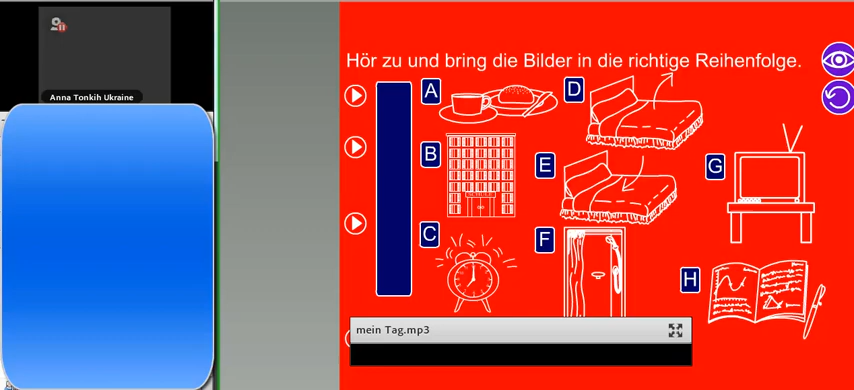 Anna Tonkih Ukraine
Hör zu und bring die Bilder in die richtige Reihenfolge.
A
D
B
E
G
C
F
H
mein Tag.mp3